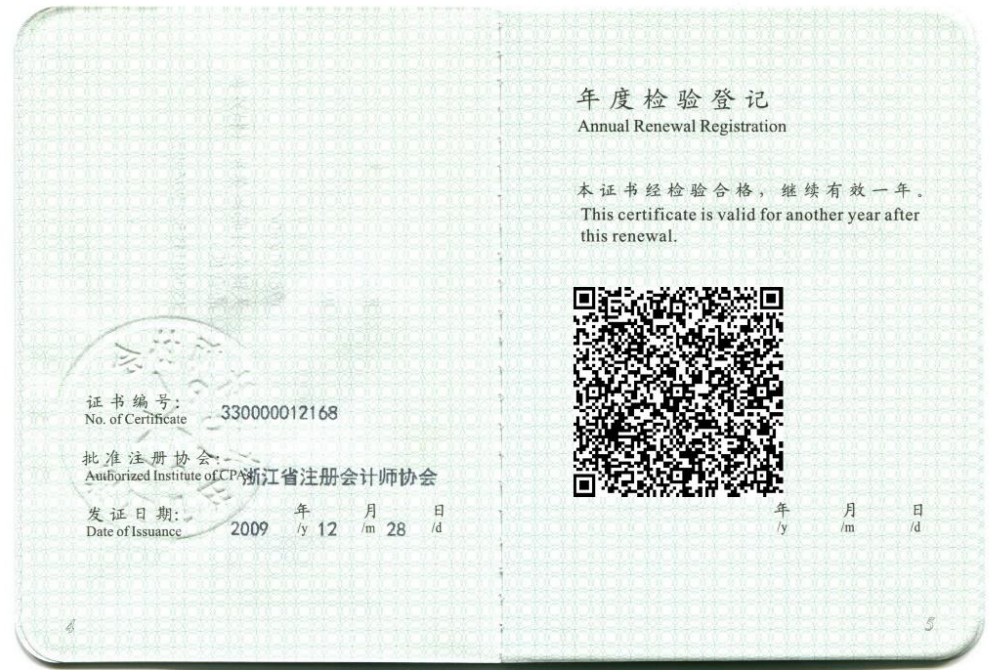 证书编号:
No. of Certificate 330000012168
批准注册协会:
Authorized Institute of CPAs 浙江省注册会计师协会
发证日期: 年 月 日
Date of Issuance 2009 /y 12 /m 28 /d
4
年度检验登记
Annual Renewal Registration
本证书经检验合格，继续有效一年。
This certificate is valid for another year after
this renewal.
年 月 日
/y /m /d
5